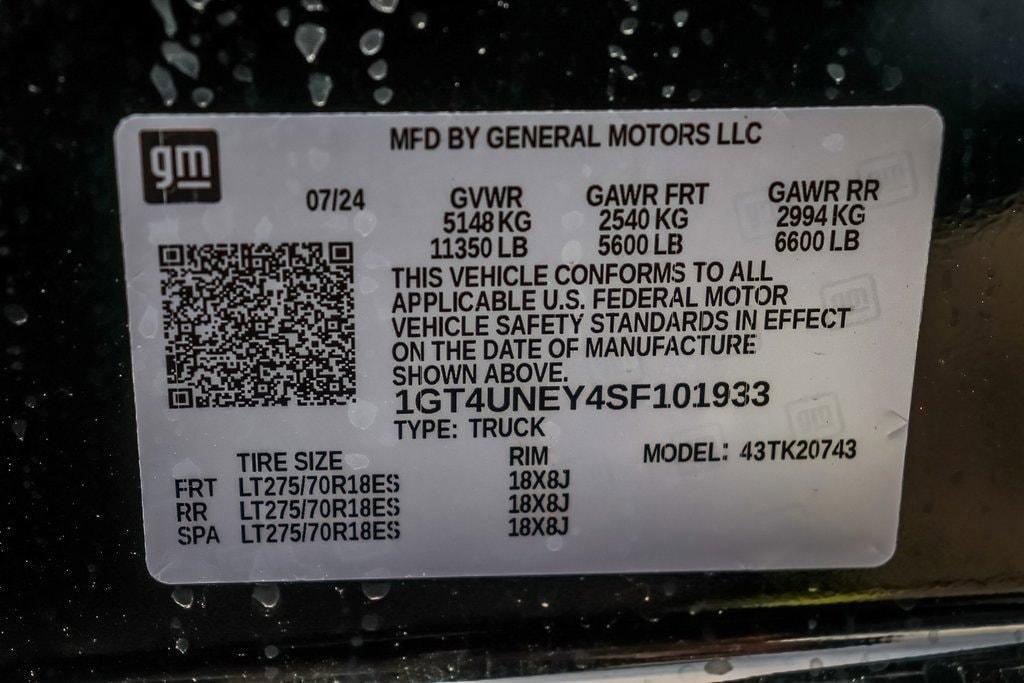 gm
MFD BY GENERAL MOTORS LLC
07/24 GVWR GAWR FRT GAWR RR
5148 KG 2540 KG 2994 KG
11350 LB 5600 LB 6600 LB
THIS VEHICLE CONFORMS TO ALL
APPLICABLE U.S. FEDERAL MOTOR
VEHICLE SAFETY STANDARDS IN EFFECT
ON THE DATE OF MANUFACTURE
SHOWN ABOVE.
1GT4UNEY4SF101933
TYPE: TRUCK
MODEL: 43TK20743
TIRE SIZE RIM
FRT LT275/70R18ES 18X8J
RR LT275/70R18ES 18X8J
SPA LT275/70R18ES 18X8J